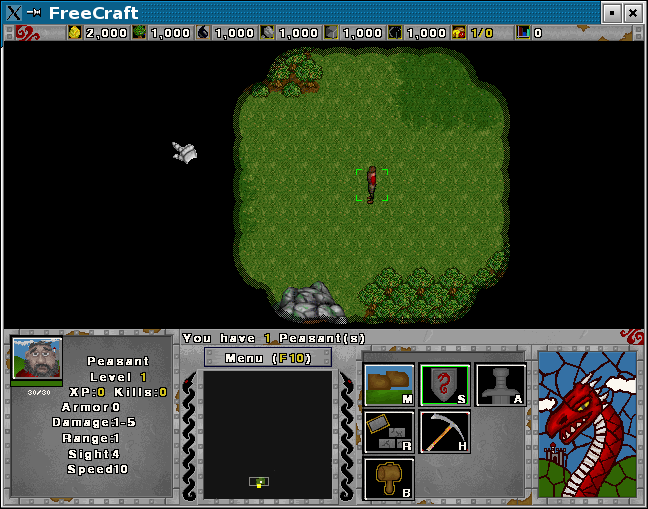 X FreeCraft
2,000 1,000 1,000 1,000 1,000 1,000 1/0 0
You have 1 Peasant(s)
Menu (F10)
30/30
Peasant
Level 1
XP:0 Kills:0
Armor0
Damage:1-5
Range:1
Sight4
Speed10
M S A
R H
B